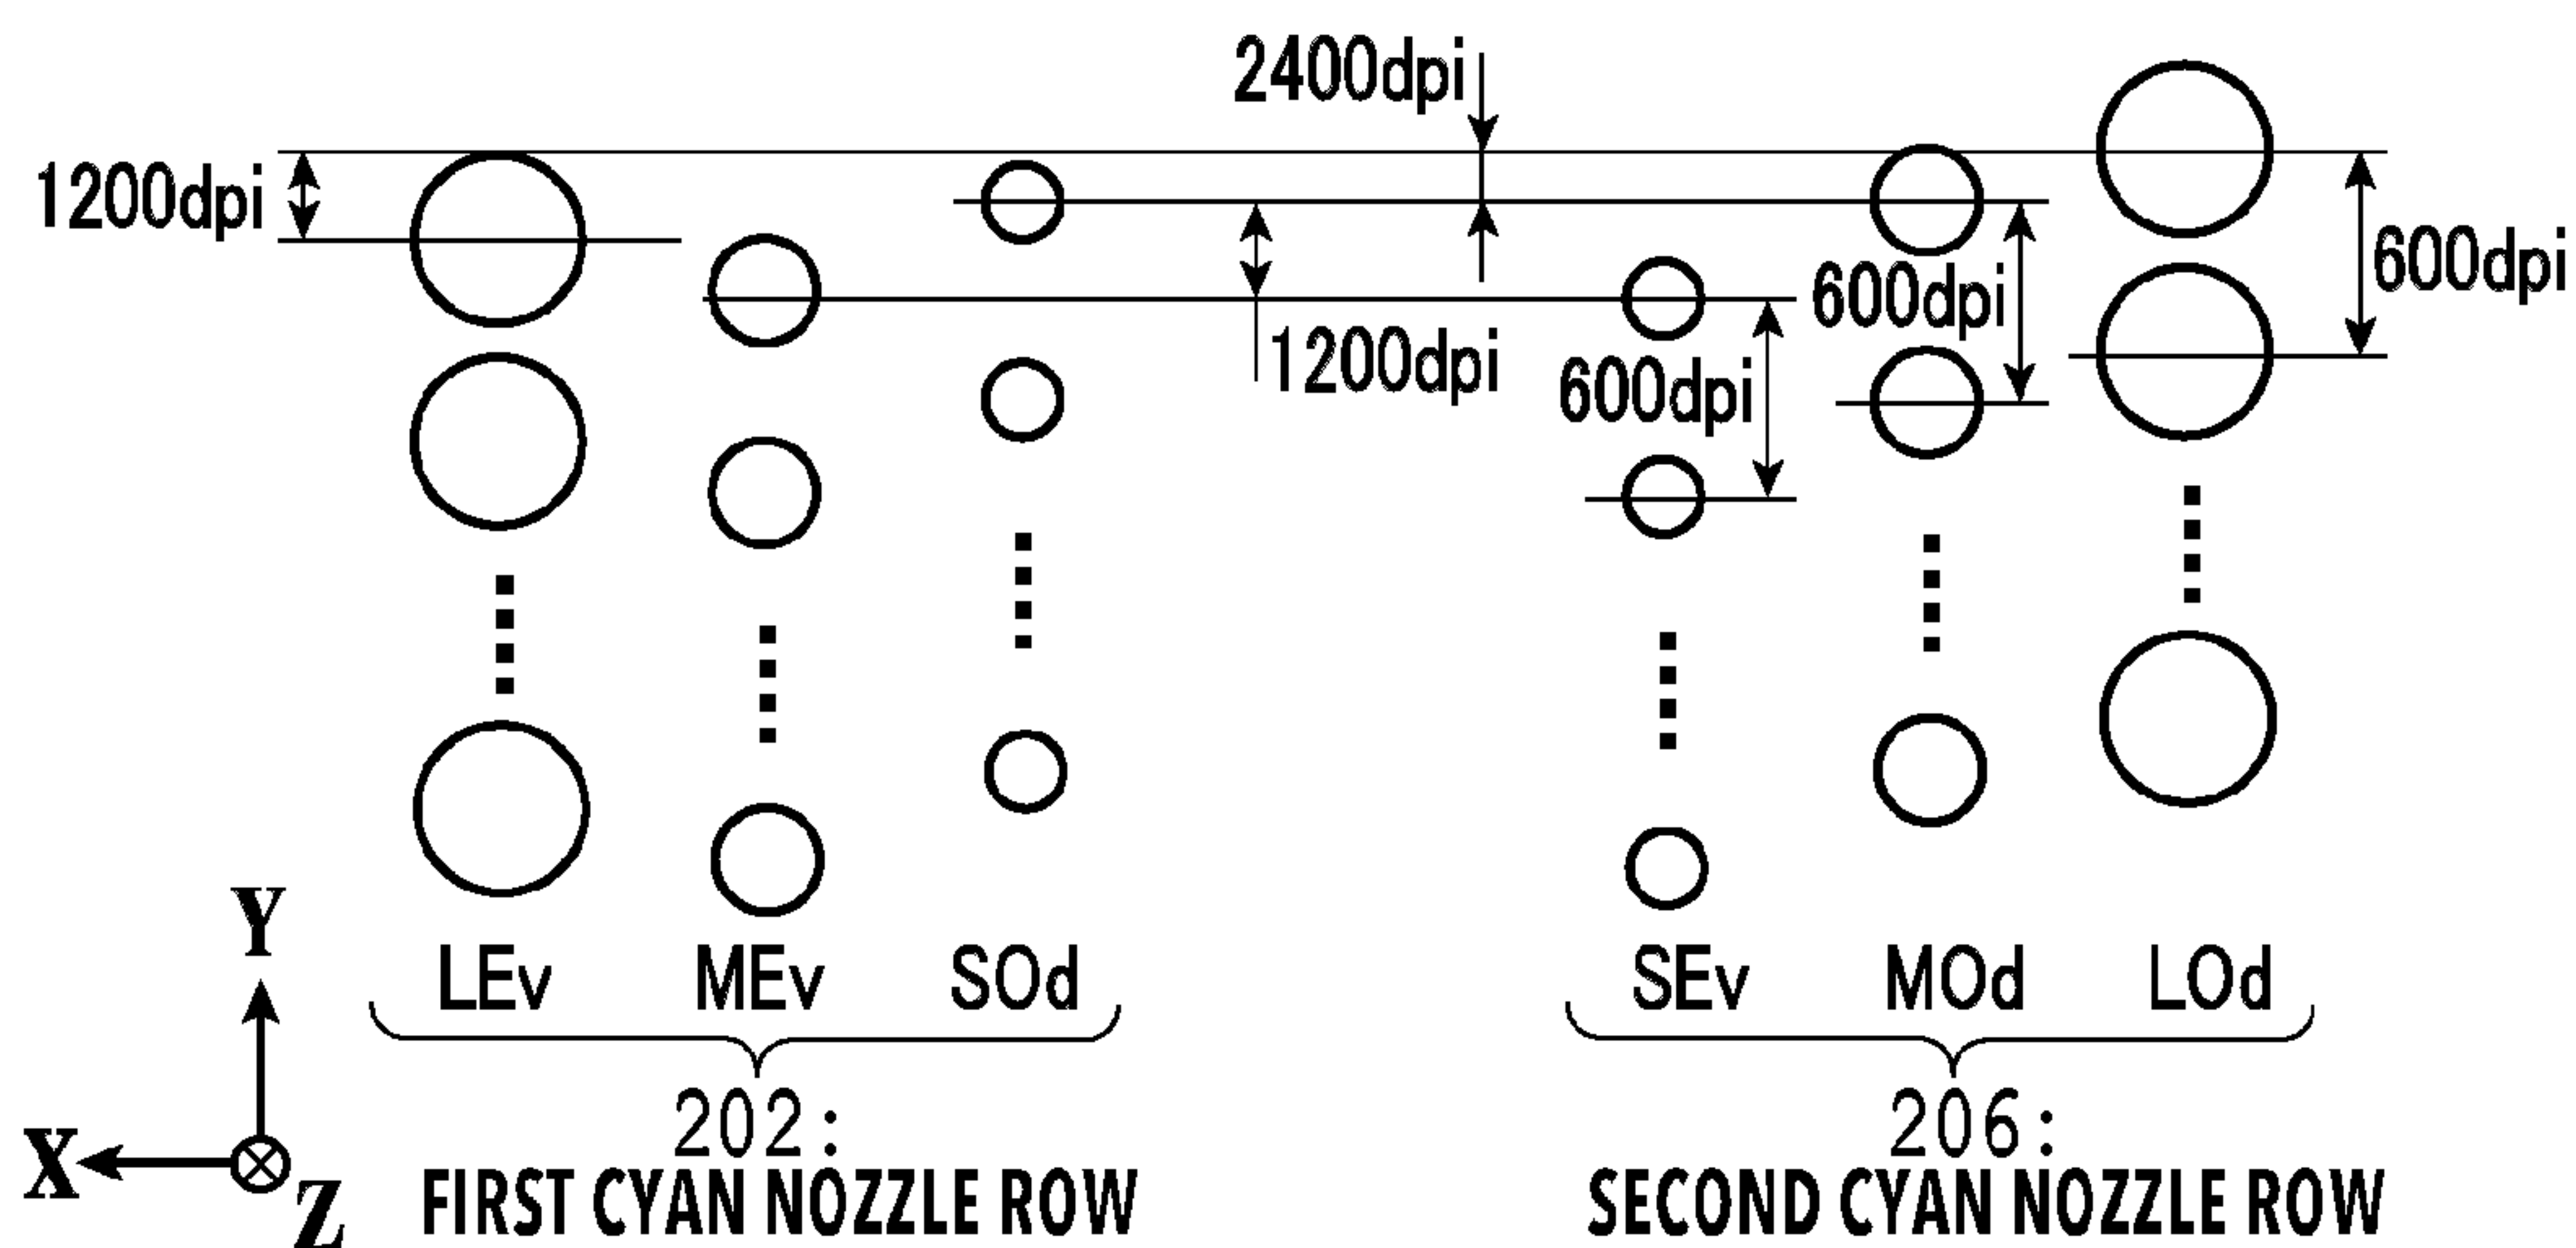 2400dpi
1200dpi
600dpi
600dpi
1200dpi
600dpi
LEv MEv SOd SEv MOd LOd
Y
202: 206:
X
Z
FIRST CYAN NOZZLE ROW SECOND CYAN NOZZLE ROW